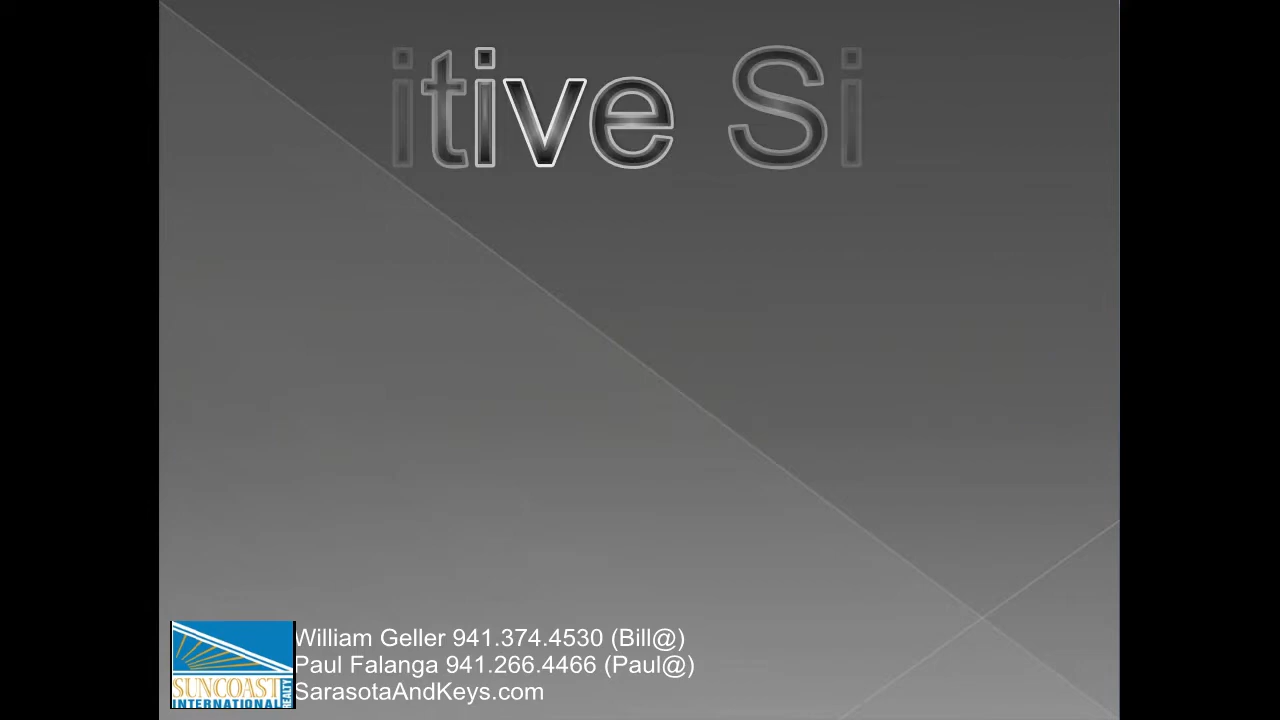 itive Si
William Geller 941.374.4530 (Bill@)
Paul Falanga 941.266.4466 (Paul@)
SarasotaAndKeys.com
SUNCOAST
INTERNATIONAL
REALTY